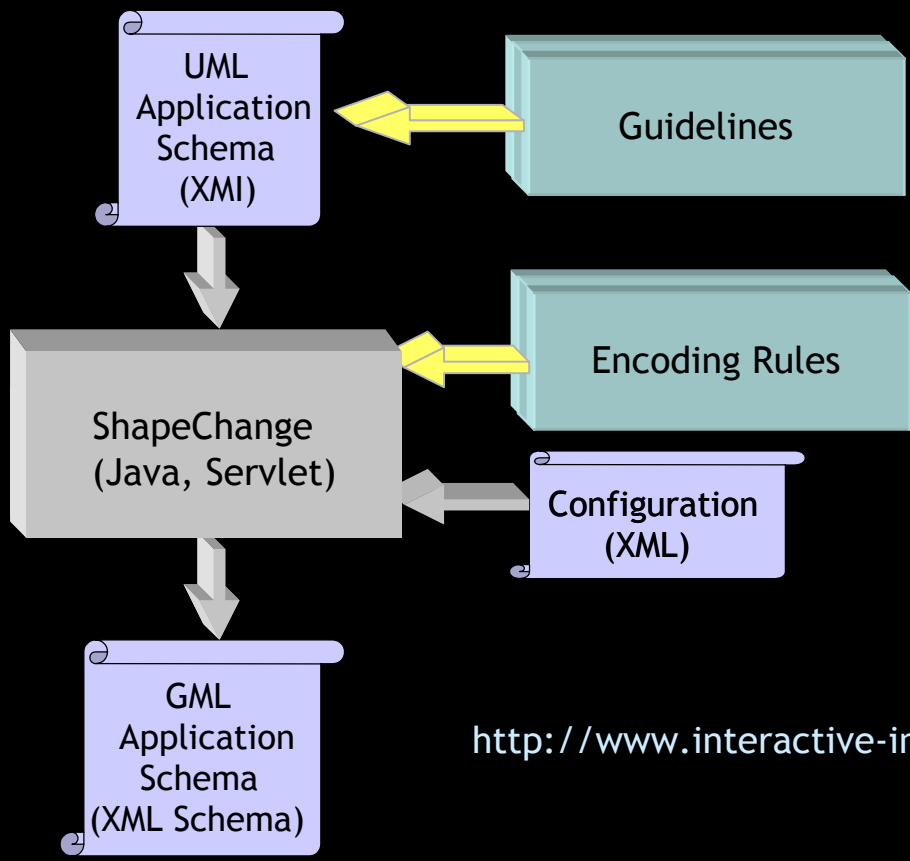 UML
Application
Schema
(XMI)
Guidelines
Encoding Rules
ShapeChange
(Java, Servlet)
Configuration
(XML)
GML
Application
Schema
(XML Schema)
http://www.interactive-in